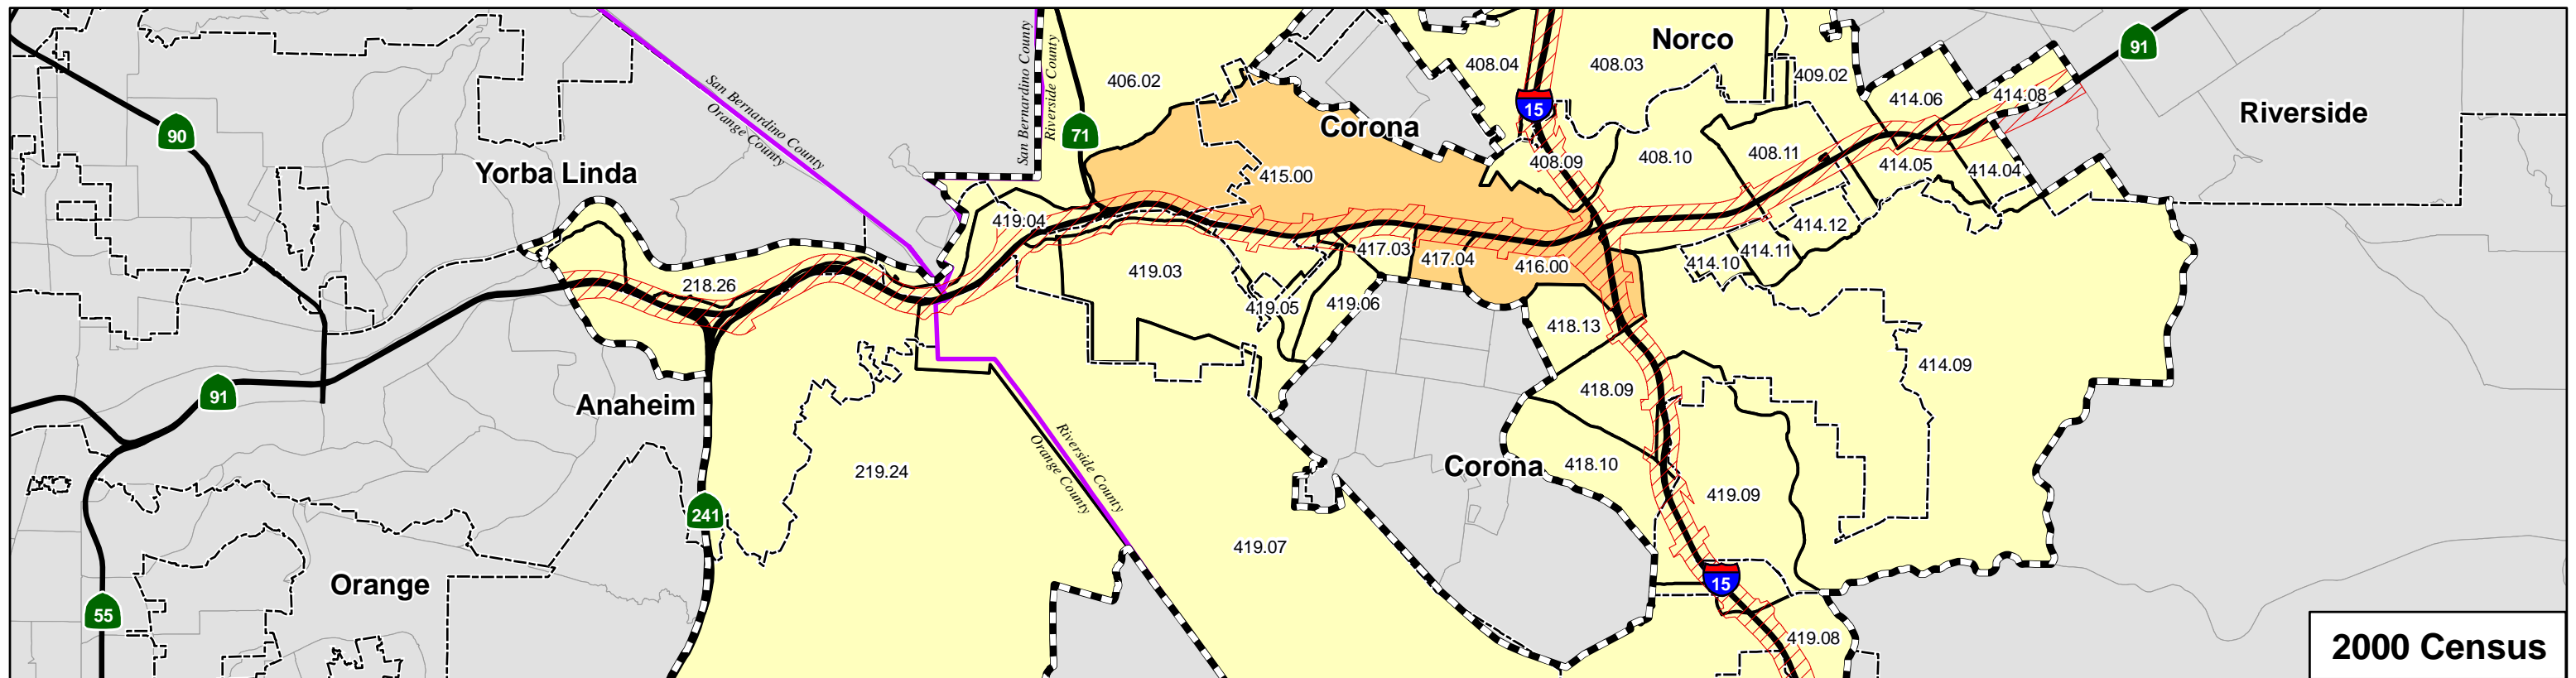 Norco
408.04
408.03
409.02
91
406.02
414.06
414.08
15
Riverside
90
San Bernardino County
Orange County
San Bernardino County
Riverside County
71
Corona
408.09
408.10
408.11
414.05
414.04
Yorba Linda
415.00
419.04
414.12
417.03
417.04
416.00
414.11
414.10
419.03
218.26
419.05
419.06
418.13
414.09
91
Anaheim
418.09
Riverside County
Orange County
Corona
418.10
219.24
419.09
241
419.07
Orange
15
55
419.08
2000 Census